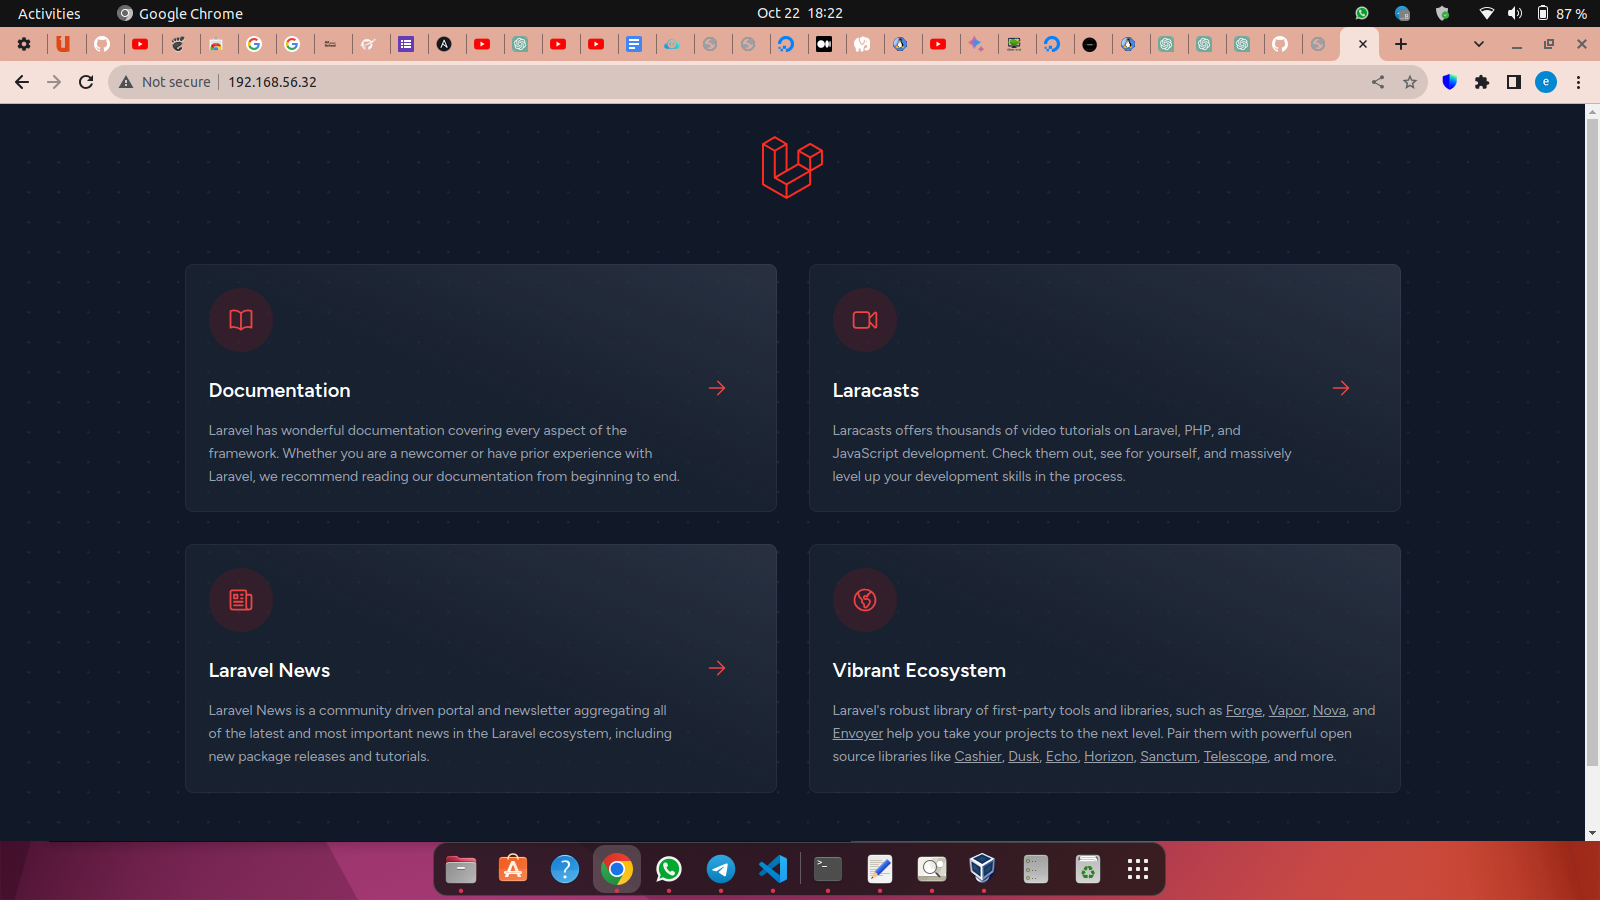 Activities
Google Chrome
Oct 22 18:22
87 %
Not secure
192.168.56.32
e
Documentation
Laravel has wonderful documentation covering every aspect of the
framework. Whether you are a newcomer or have prior experience with
Laravel, we recommend reading our documentation from beginning to end.
Laracasts
Laracasts offers thousands of video tutorials on Laravel, PHP, and
JavaScript development. Check them out, see for yourself, and massively
level up your development skills in the process.
Laravel News
Laravel News is a community driven portal and newsletter aggregating all
of the latest and most important news in the Laravel ecosystem, including
new package releases and tutorials.
Vibrant Ecosystem
Laravel's robust library of first-party tools and libraries, such as Forge, Vapor, Nova, and
Envoyer help you take your projects to the next level. Pair them with powerful open
source libraries like Cashier, Dusk, Echo, Horizon, Sanctum, Telescope, and more.